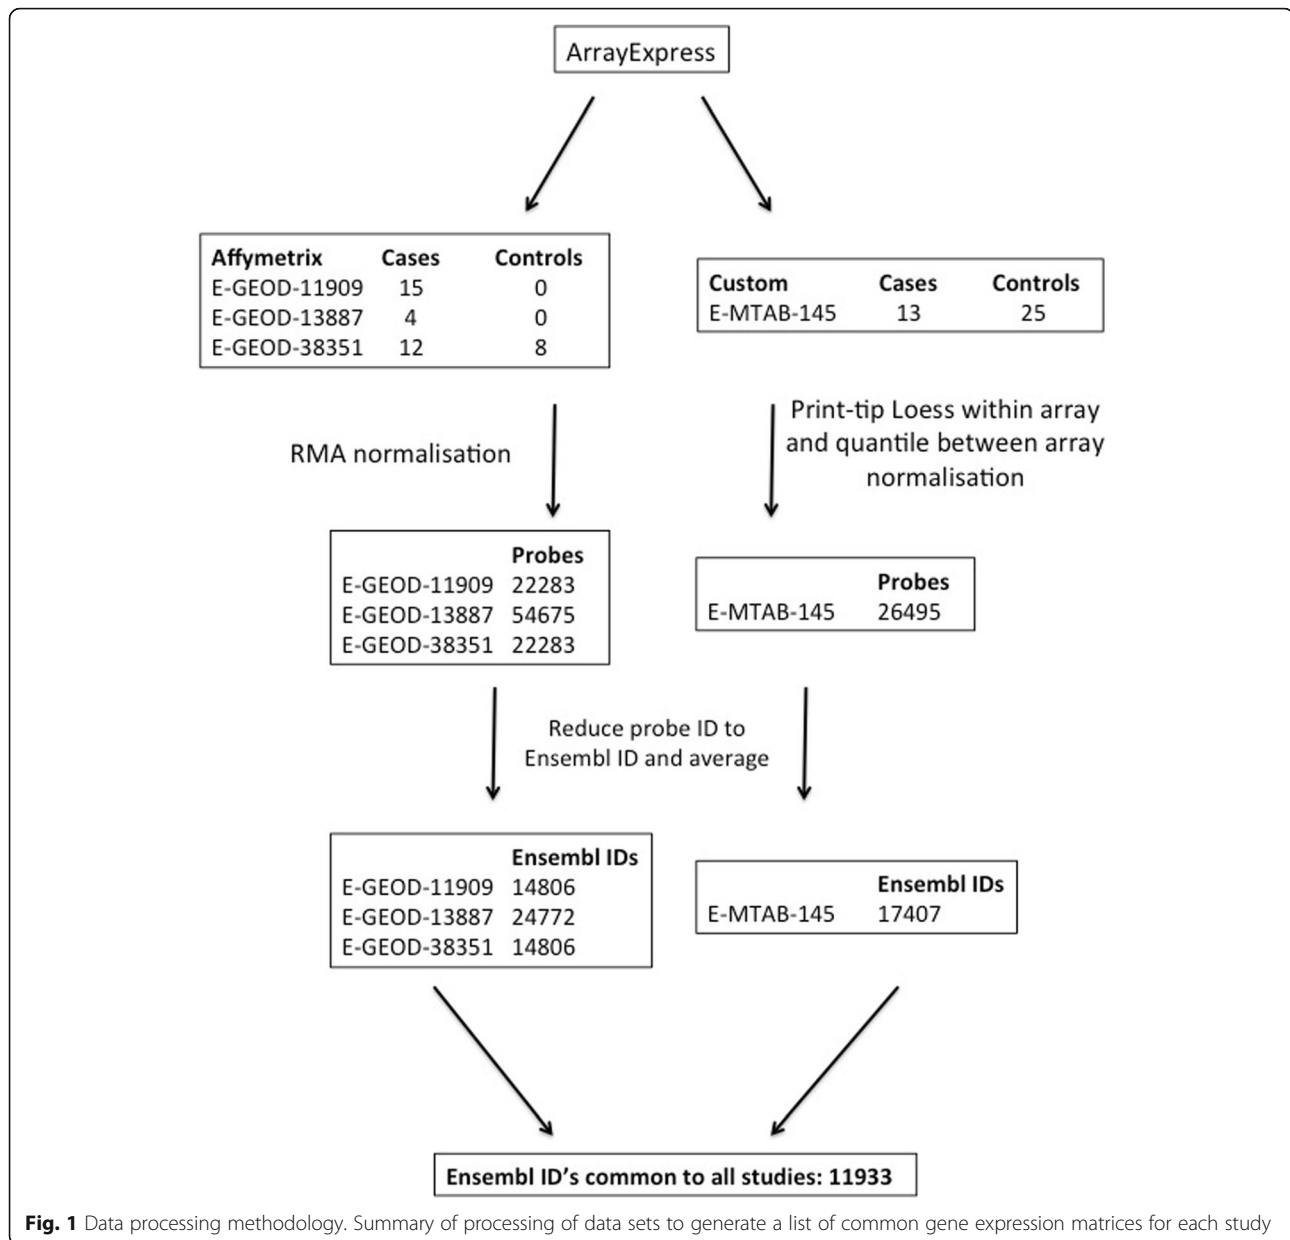 ArrayExpress
Affymetrix Cases Controls
E-GEOD-11909 15 0
E-GEOD-13887 4 0
E-GEOD-38351 12 8
Custom Cases Controls
E-MTAB-145 13 25
RMA normalisation
Print-tip Loess within array
and quantile between array
normalisation
Probes
E-GEOD-11909 22283
E-GEOD-13887 54675
E-GEOD-38351 22283
Probes
E-MTAB-145 26495
Reduce probe ID to
Ensembl ID and average
Ensembl IDs
E-GEOD-11909 14806
E-GEOD-13887 24772
E-GEOD-38351 14806
Ensembl IDs
E-MTAB-145 17407
Ensembl ID's common to all studies: 11933
Fig. 1 Data processing methodology. Summary of processing of data sets to generate a list of common gene expression matrices for each study